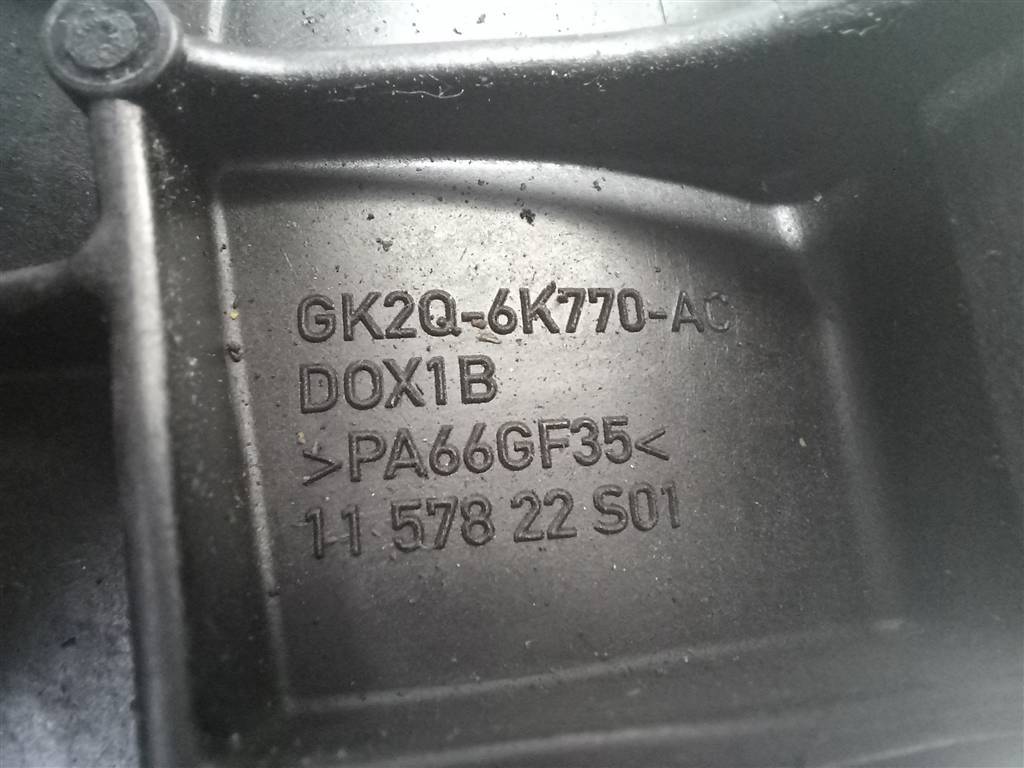 GK2Q-6K770-AC
DOX1B
>PA66GF35<
11 578 22 S01